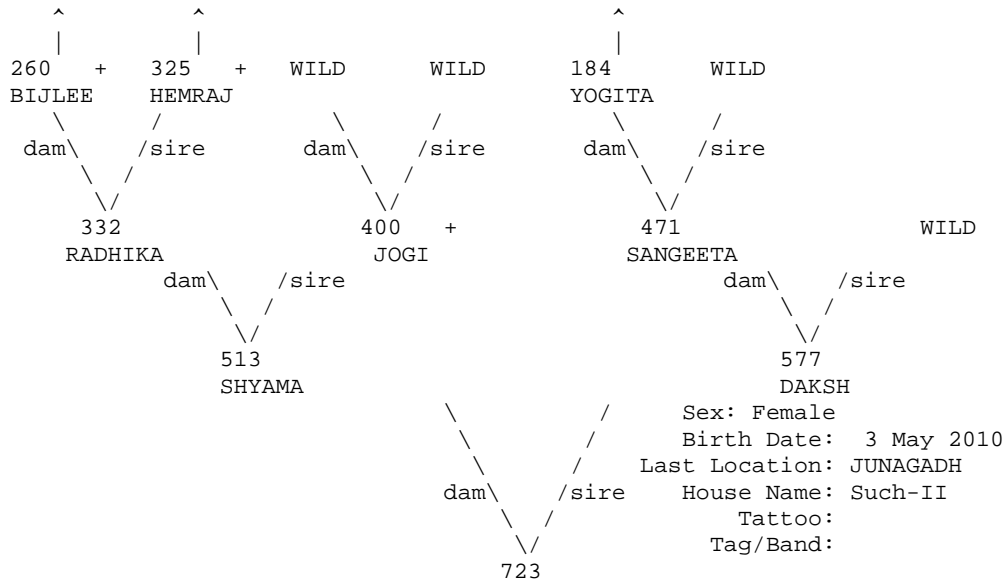 ^ ^ ^
| | |
260 + 325 + WILD WILD 184 WILD
BIJLEE HEMRAJ YOGITA
\ / \ / \ /
dam\ /sire dam\ /sire dam\ /sire
\ / \ / \ /
\/ \/ \/
332 400 + 471 WILD
RADHIKA JOGI SANGEETA
dam\ /sire dam\ /sire
\ / \ /
\ / \ /
\/ \/
513 577
SHYAMA DAKSH
\ / Sex: Female
\ / Birth Date: 3 May 2010
\ / Last Location: JUNAGADH
dam\ /sire House Name: Such-II
\ / Tattoo:
\/ Tag/Band:
723